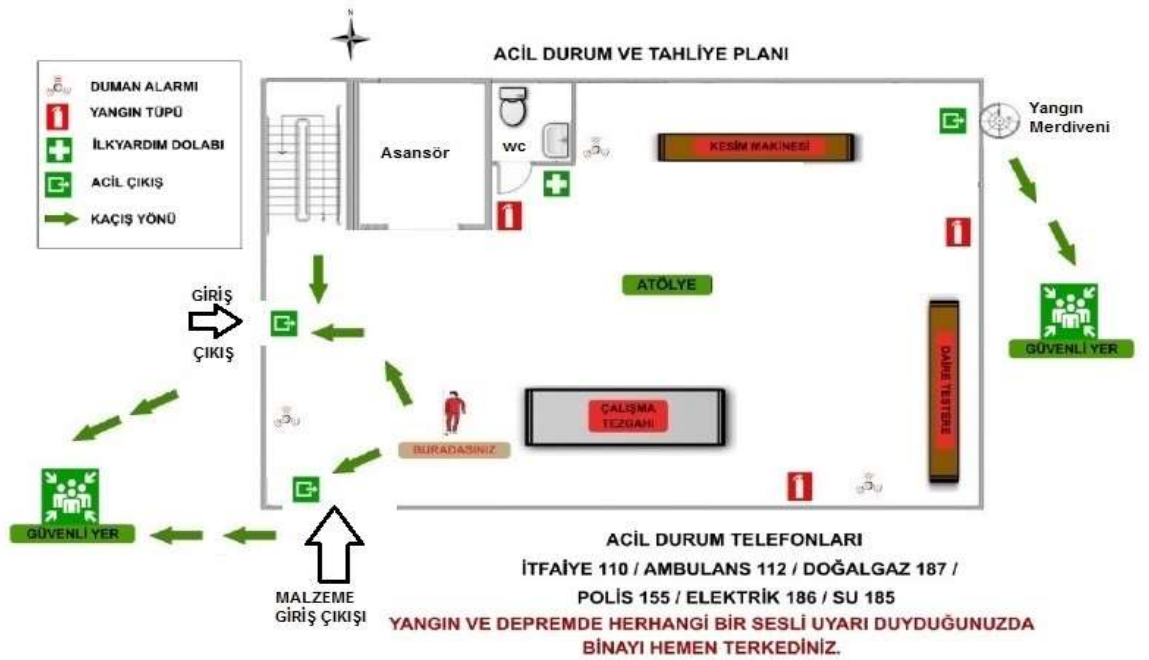 N
ACİL DURUM VE TAHLİYE PLANI
DUMAN ALARMI
YANGIN TÜPÜ
İLKYARDIM DOLABI
ACİL ÇIKIŞ
KAÇIŞ YÖNÜ
Asansör
WC
KESİM MAKİNESİ
Yangın
Merdiveni
ATÖLYE
GİRİŞ
ÇIKIŞ
GÜVENLİ YER
DAİRE TESTERE
ÇALIŞMA
TEZGAHI
BURADASINIZ
GÜVENLİ YER
MALZEME
GİRİŞ ÇIKIŞI
ACİL DURUM TELEFONLARI
İTFAİYE 110 / AMBULANS 112 / DOĞALGAZ 187 /
POLİS 155 / ELEKTRİK 186 / SU 185
YANGIN VE DEPREMDE HERHANGİ BİR SESLİ UYARI DUYDUĞUNUZDA
BİNAYI HEMEN TERKEDİNİZ.